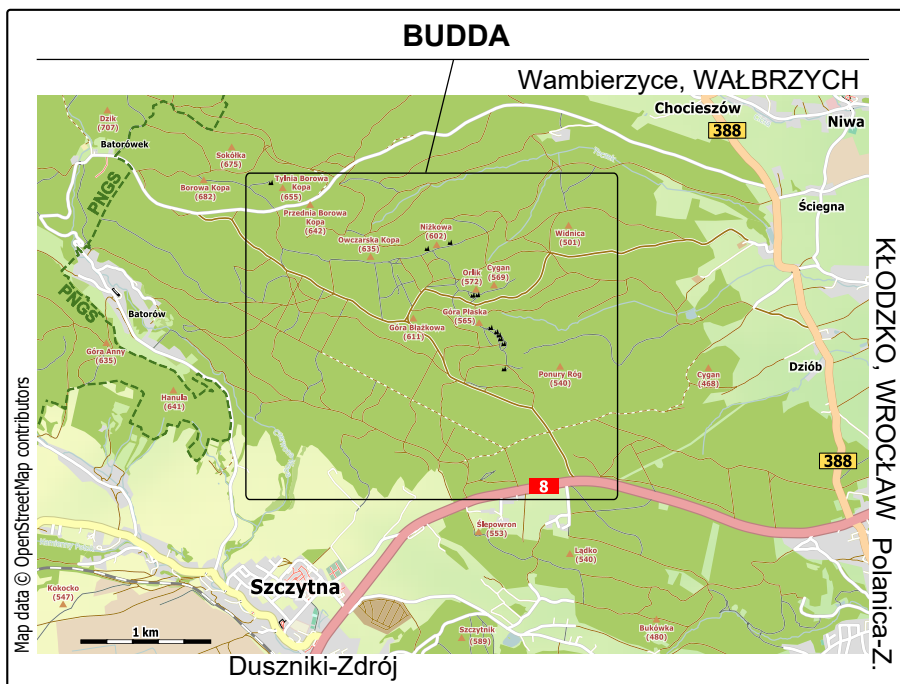 BUDDA
Wambierzyce, WAŁBRZYCH
Chocieszów
388
Niwa
Dzik
(707)
Batorówek
Sokółka
(675)
PNGS
Borowa Kopa
(682)
Tylnia Borowa
Kopa
(655)
Przednia Borowa
Kopa
(642)
Ściegna
Niżkowa
(602)
Widnica
(501)
Owczarska Kopa
(635)
Orlik
(572)
Cygan
(569)
PNGS
Batorów
Góra Błażkowa
(611)
Góra Płaska
(565)
Góra Anny
(635)
Hanula
(641)
Ponury Róg
(540)
Cygan
(468)
Dziób
388
8
Ślepowron
(553)
Lądko
(540)
Szczytna
Kokocko
(547)
Szczytnik
(589)
Bukówka
(480)
1 km
Duszniki-Zdrój
KŁODZKO, WROCŁAW Polanica-Z.
Map data © OpenStreetMap contributors